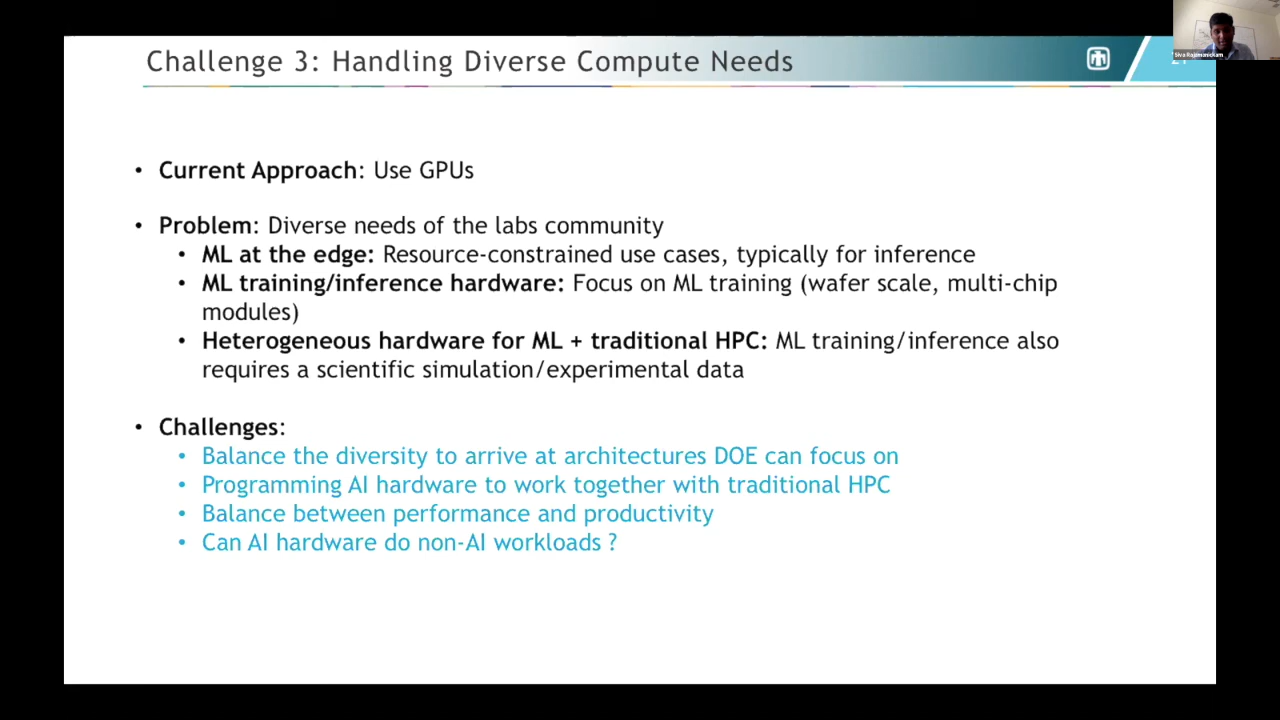 Challenge 3: Handling Diverse Compute Needs
Siva Rajamanickam
• Current Approach: Use GPUs
• Problem: Diverse needs of the labs community
• ML at the edge: Resource-constrained use cases, typically for inference
• ML training/inference hardware: Focus on ML training (wafer scale, multi-chip
modules)
• Heterogeneous hardware for ML + traditional HPC: ML training/inference also
requires a scientific simulation/experimental data
• Challenges:
• Balance the diversity to arrive at architectures DOE can focus on
• Programming AI hardware to work together with traditional HPC
• Balance between performance and productivity
• Can AI hardware do non-AI workloads ?